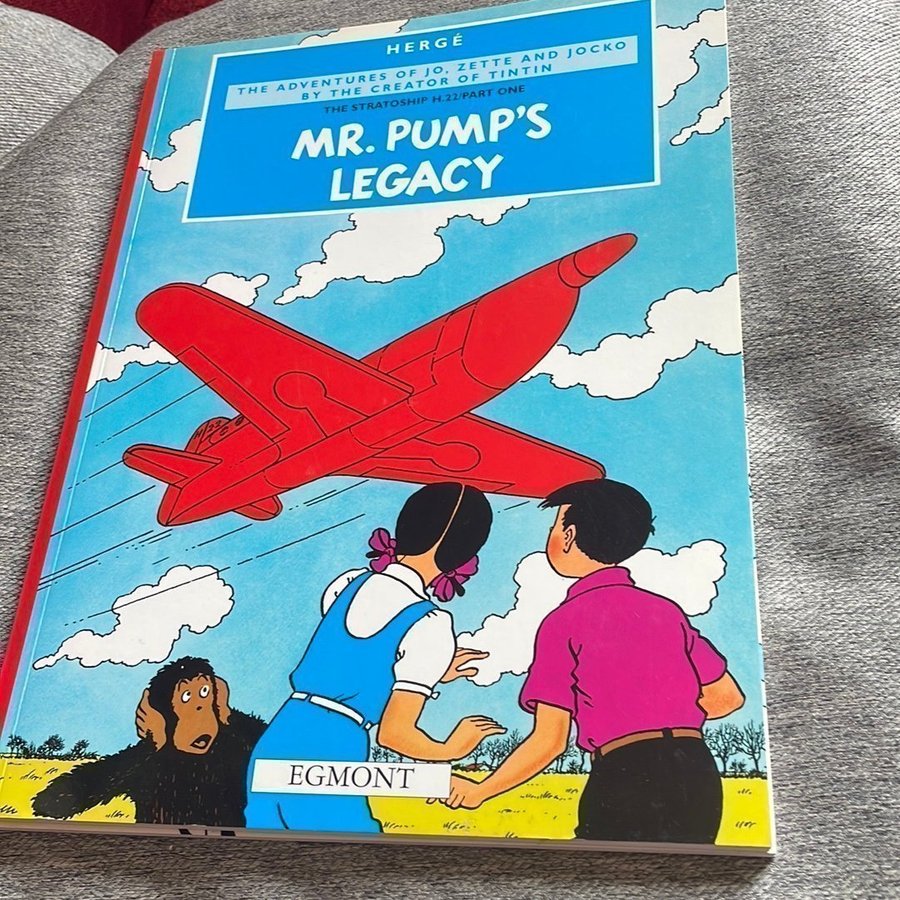 HERGÉ
THE ADVENTURES OF JO, ZETTE AND JOCKO
BY THE CREATOR OF TINTIN
THE STRATOSHIP H.22/PART ONE
MR. PUMP'S
LEGACY
EGMONT